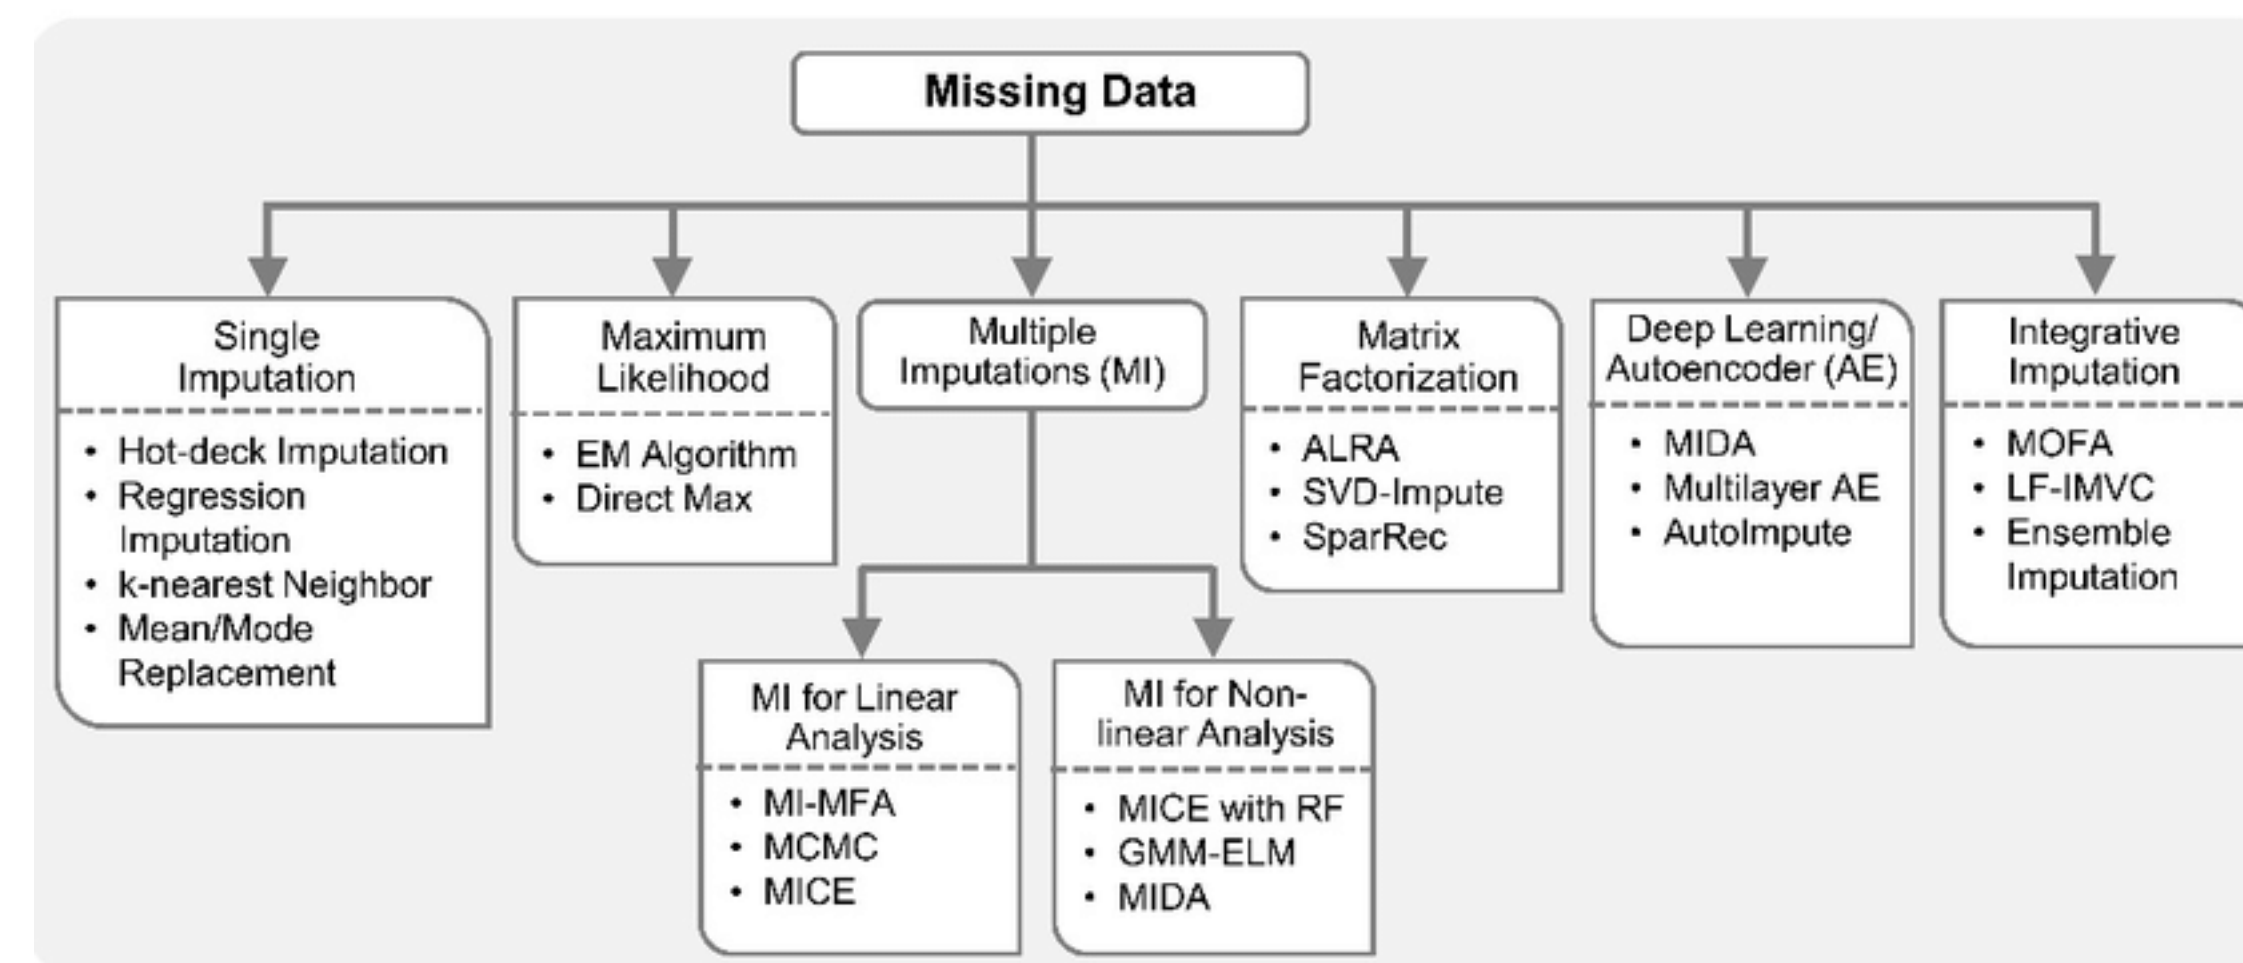 Missing Data
Single
Imputation
• Hot-deck Imputation
• Regression
Imputation
• k-nearest Neighbor
• Mean/Mode
Replacement
Maximum
Likelihood
• EM Algorithm
• Direct Max
Multiple
Imputations (MI)
MI for Linear
Analysis
• MI-MFA
• MCMC
• MICE
MI for Non-
linear Analysis
• MICE with RF
• GMM-ELM
• MIDA
Matrix
Factorization
• ALRA
• SVD-Impute
• SparRec
Deep Learning/
Autoencoder (AE)
• MIDA
• Multilayer AE
• AutoImpute
Integrative
Imputation
• MOFA
• LF-IMVC
• Ensemble
Imputation